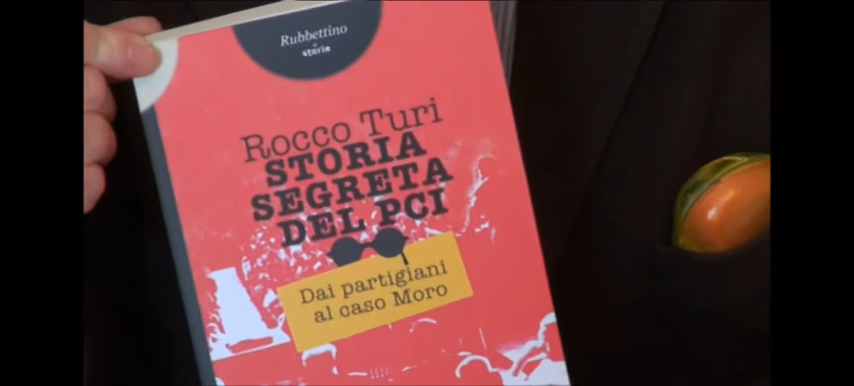 Rubbettino
storie
Rocco Turi
STORIA
SEGRETA
DEL PCI
Dai partigiani
al caso Moro